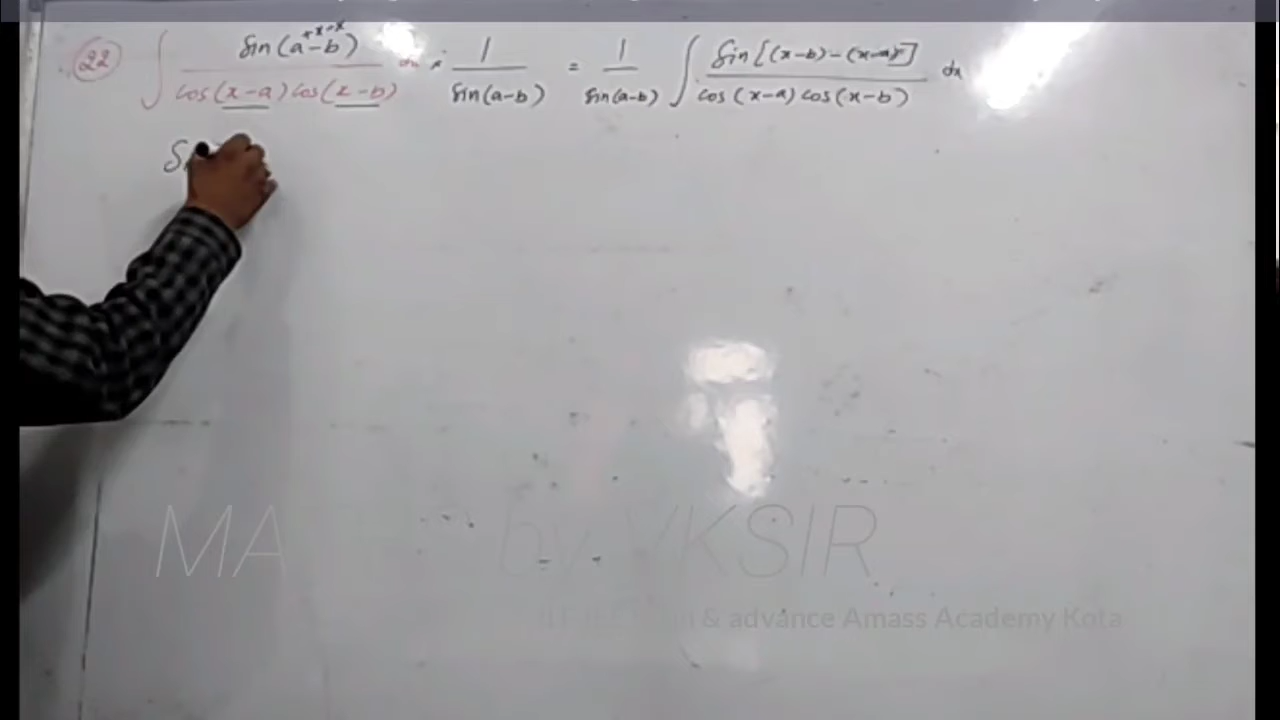 22 ∫ sin(a+x-x-b) / cos(x-a) cos(x-b) dx × 1 / sin(a-b) = 1 / sin(a-b) ∫ sin[(x-b)-(x-a)] / cos(x-a) cos(x-b) dx
MA by YKSIR
& advance Amass Academy Kota